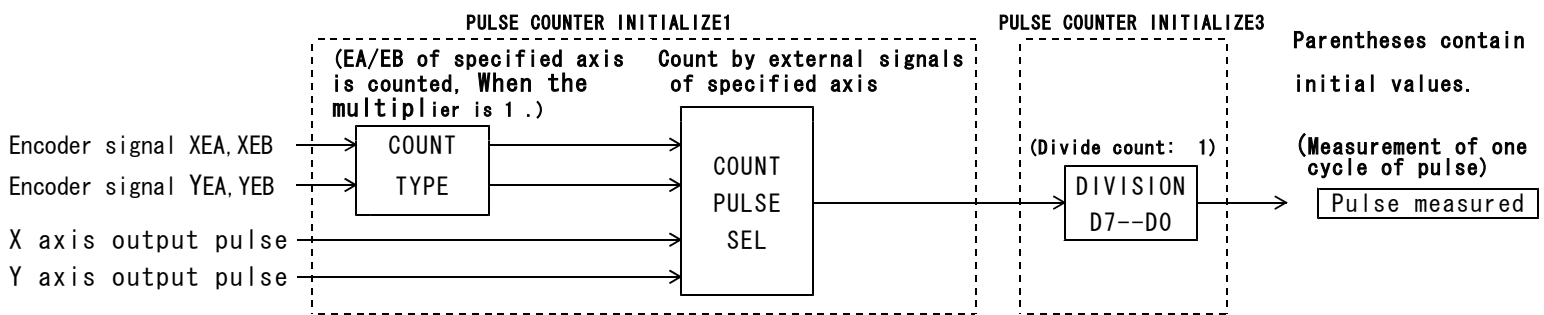 PULSE COUNTER INITIALIZE1
PULSE COUNTER INITIALIZE3
Parentheses contain
initial values.
(EA/EB of specified axis
is counted, When the
multiplier is 1 .)
Count by external signals
of specified axis
Encoder signal XEA,XEB
Encoder signal YEA,YEB
X axis output pulse
Y axis output pulse
COUNT
TYPE
COUNT
PULSE
SEL
(Divide count: 1)
DIVISION
D7--D0
(Measurement of one
cycle of pulse)
Pulse measured